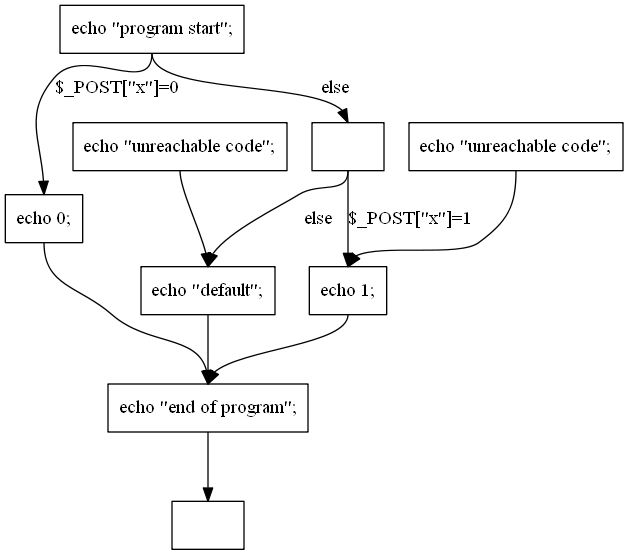 echo "program start";
$_POST["x"]=0
else
echo "unreachable code";
echo "unreachable code";
echo 0;
else
$_POST["x"]=1
echo "default";
echo 1;
echo "end of program";